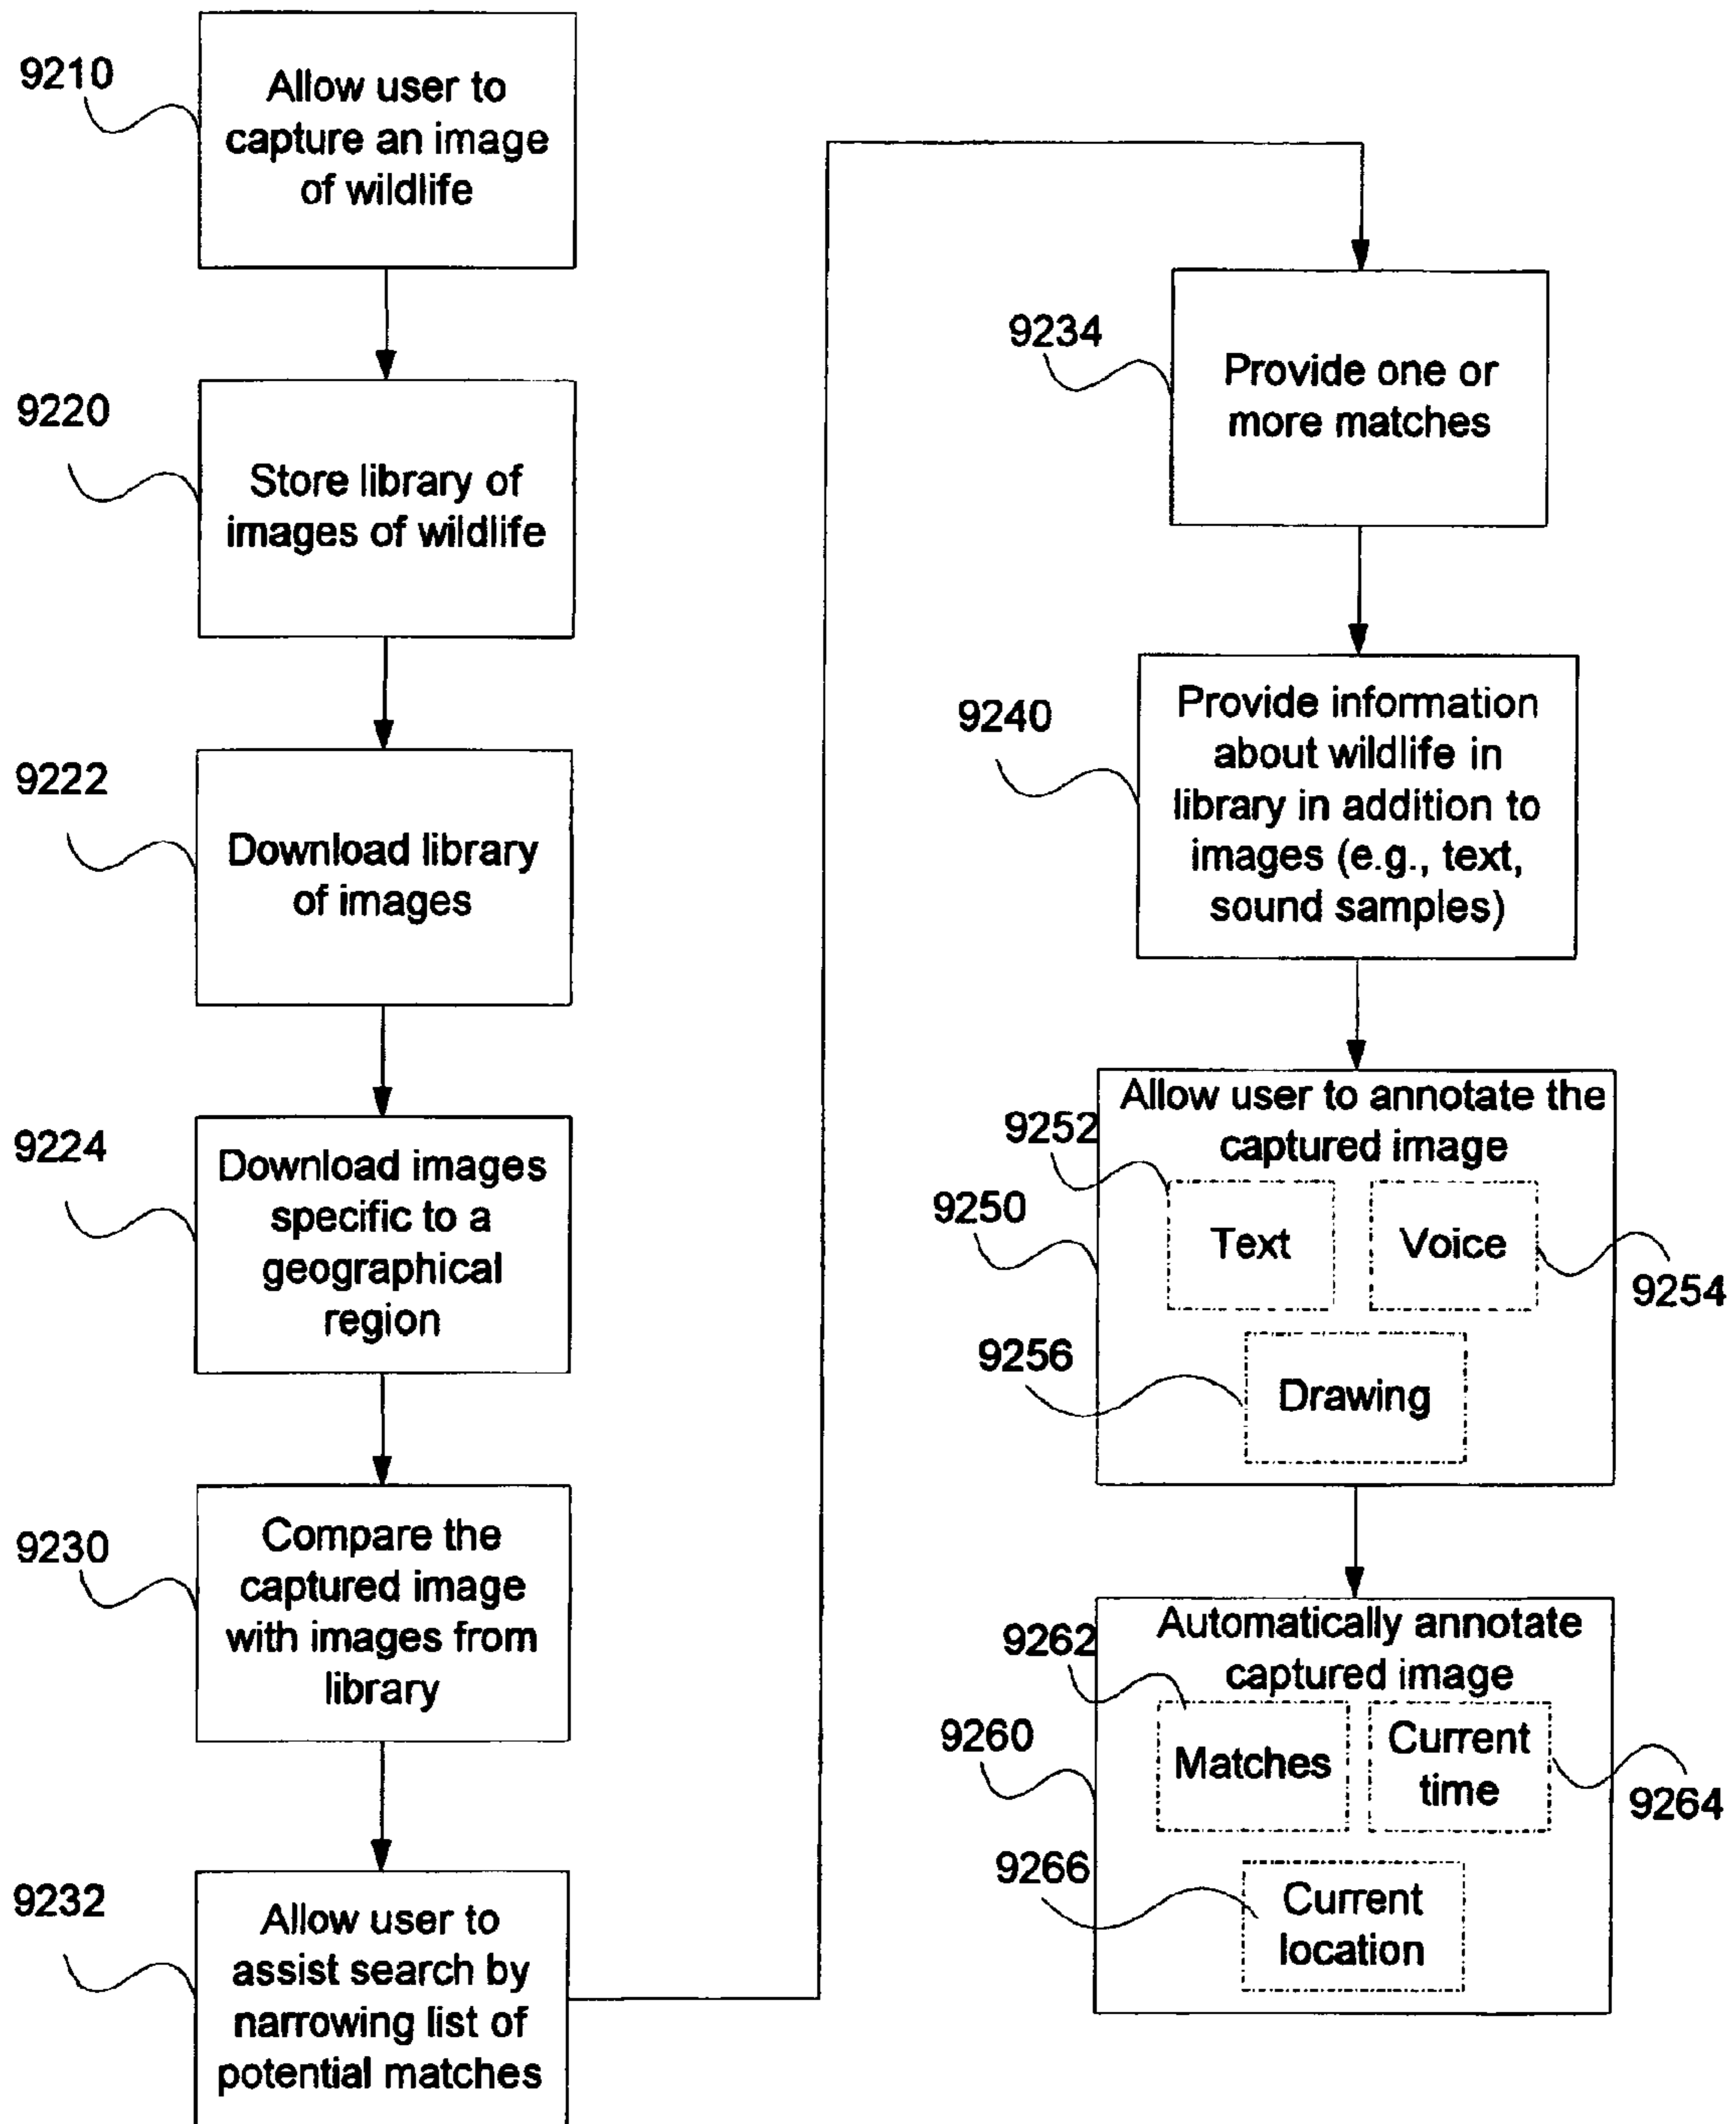 9210
Allow user to
capture an image
of wildlife
9220
Store library of
images of wildlife
9222
Download library
of images
9224
Download images
specific to a
geographical
region
9230
Compare the
captured image
with images from
library
9232
Allow user to
assist search by
narrowing list of
potential matches
9234
Provide one or
more matches
9240
Provide information
about wildlife in
library in addition to
images (e.g., text,
sound samples)
9250
Allow user to annotate the
captured image
9252
Text
Voice
9254
9256
Drawing
9260
Automatically annotate
captured image
9262
Matches
Current
time
9264
9266
Current
location